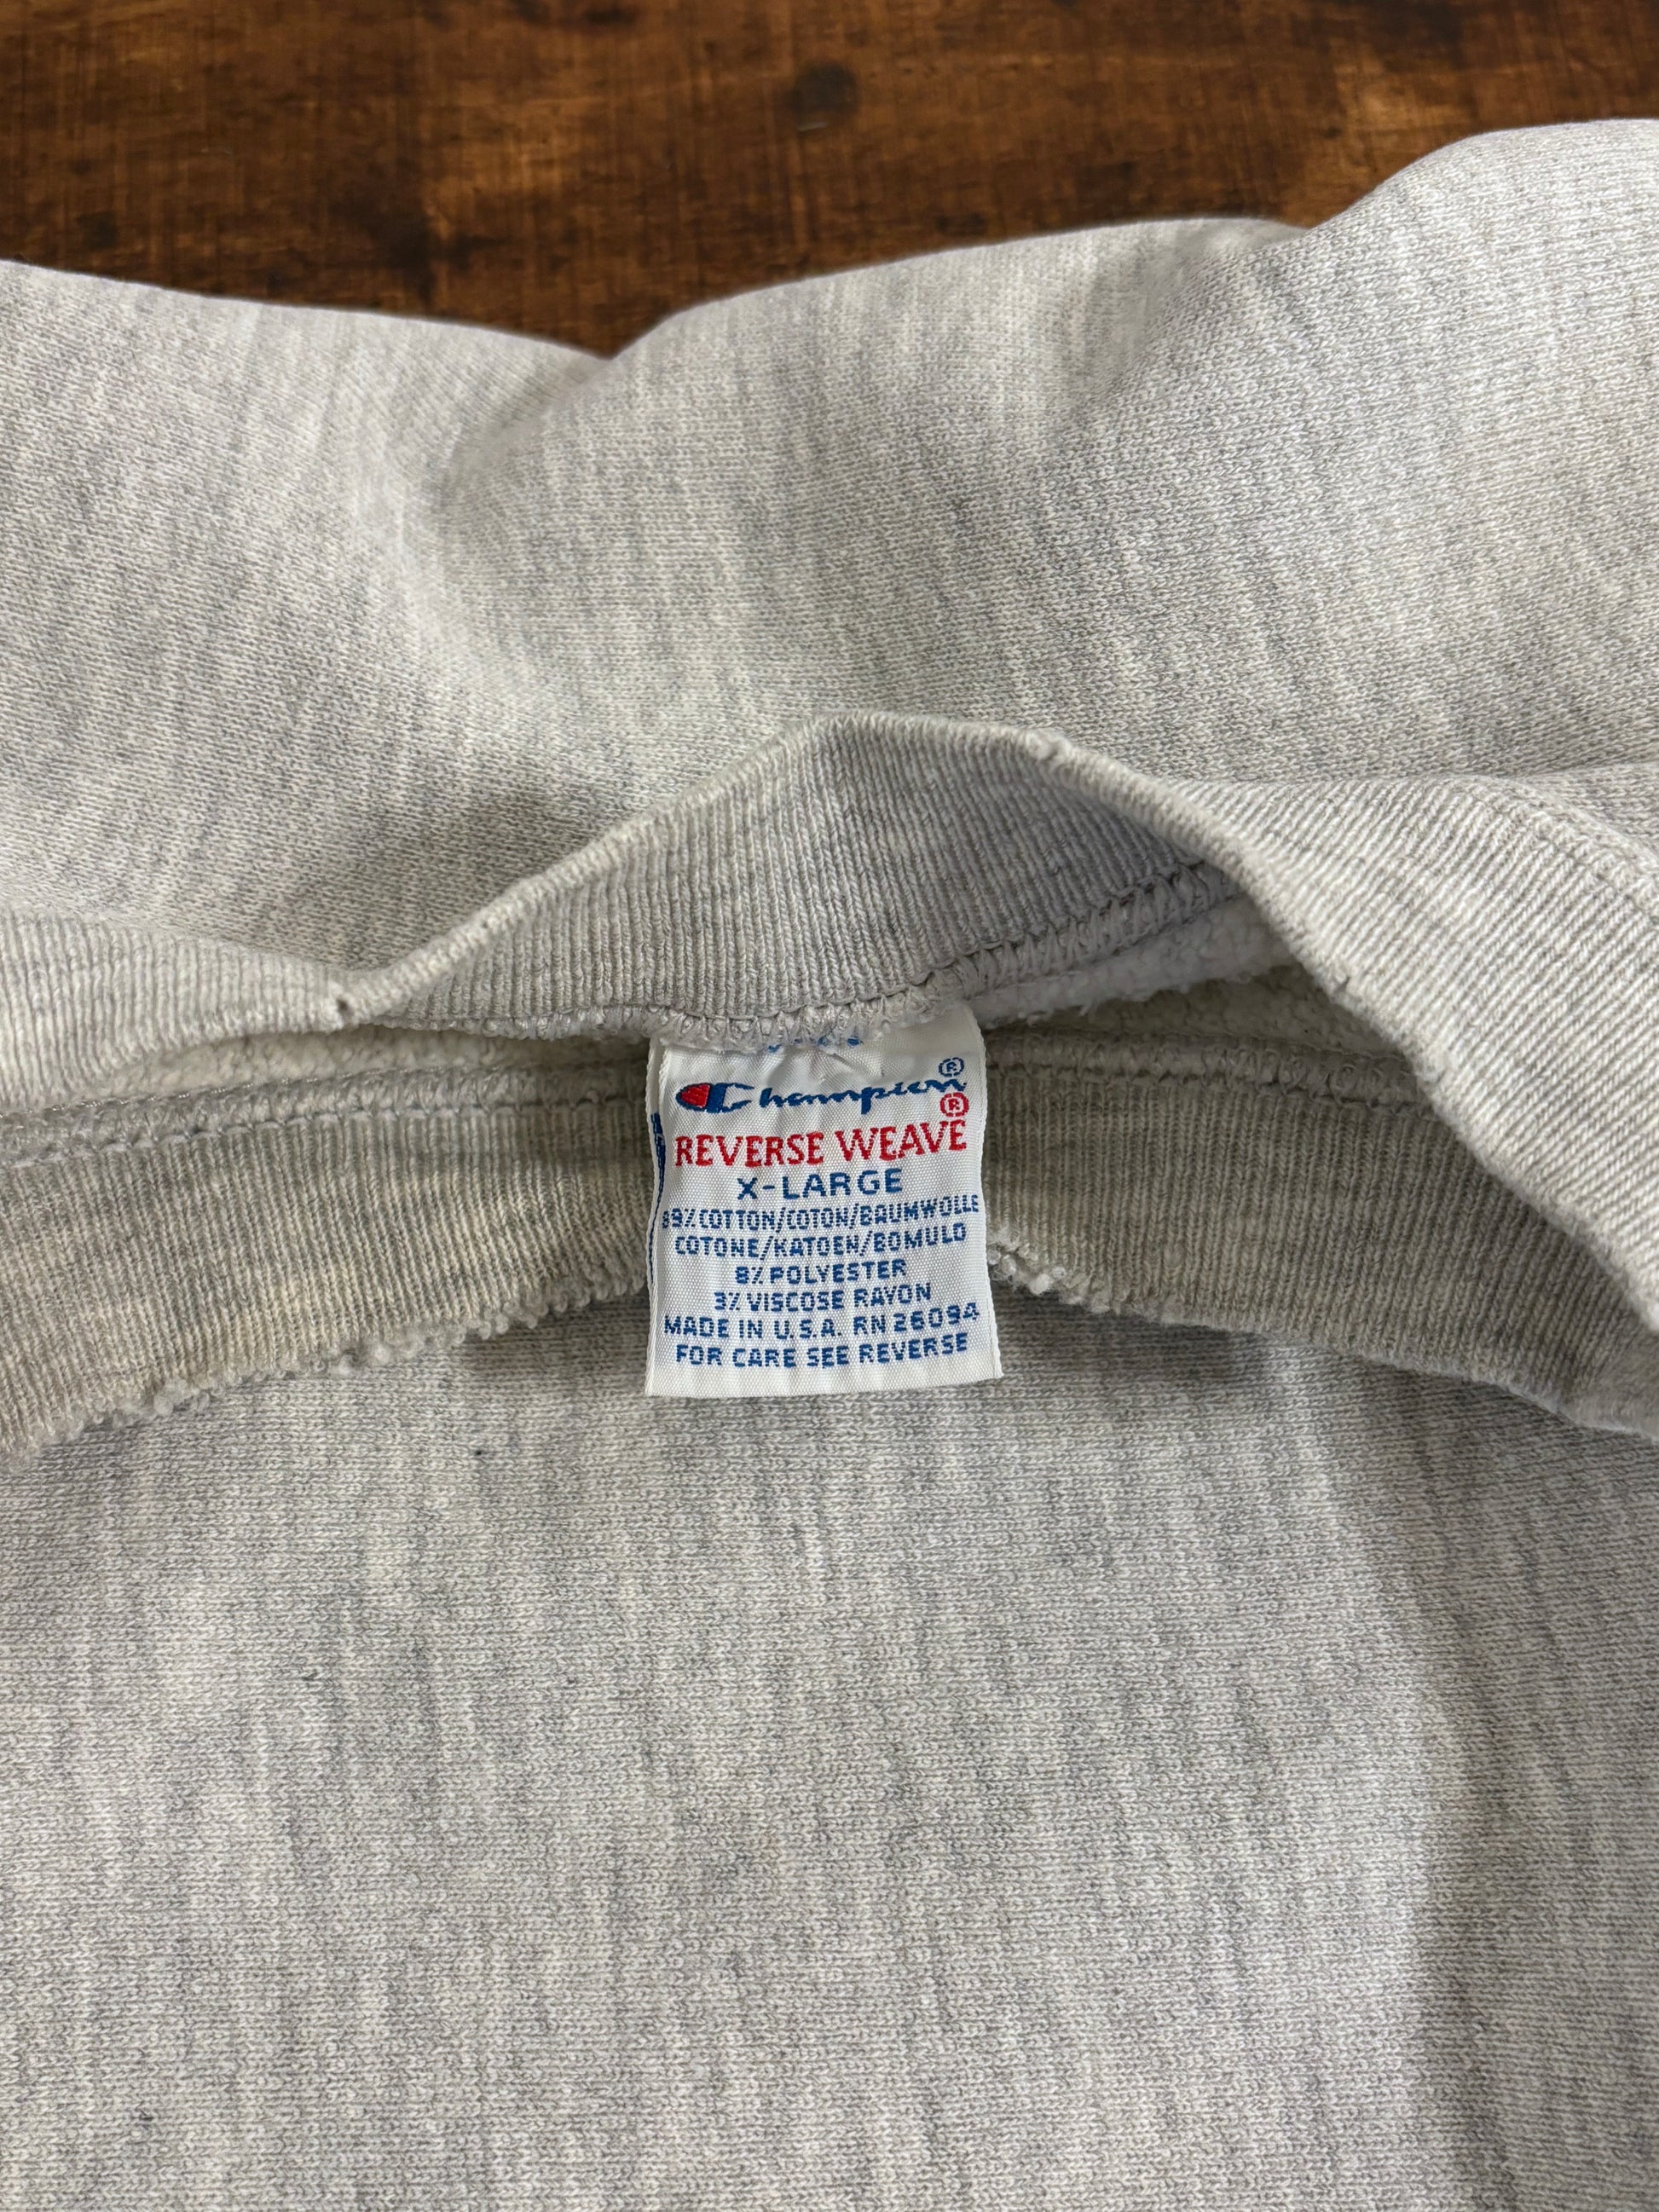 Champion®
REVERSE WEAVE®
X-LARGE
89% COTTON/COTON/BAUMWOLLE
COTONE/KATOEN/BOMULD
8% POLYESTER
3% VISCOSE RAYON
MADE IN U.S.A. RN 26094
FOR CARE SEE REVERSE